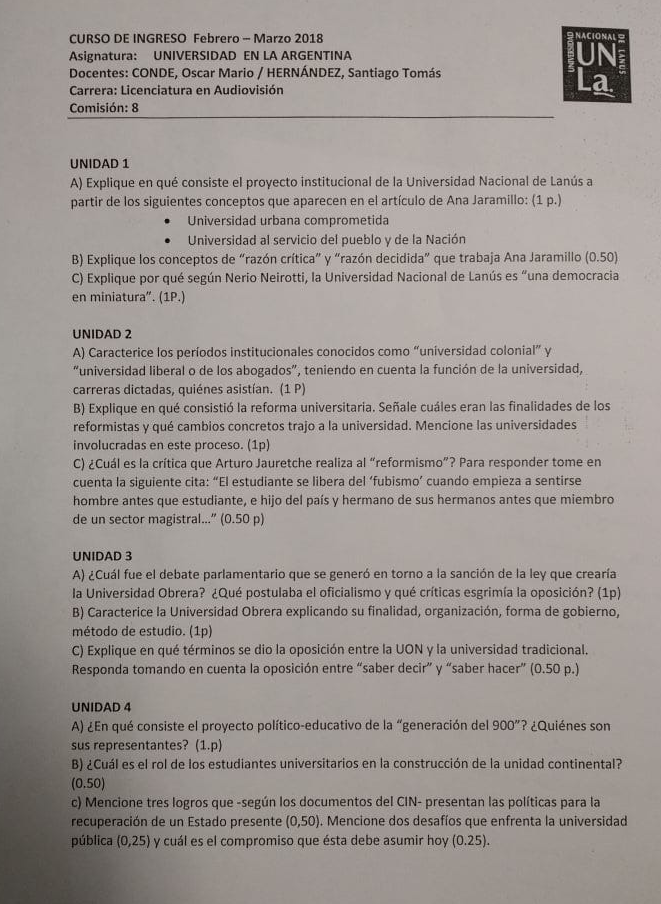 CURSO DE INGRESO Febrero – Marzo 2018
Asignatura: UNIVERSIDAD EN LA ARGENTINA
Docentes: CONDE, Oscar Mario / HERNÁNDEZ, Santiago Tomás
Carrera: Licenciatura en Audiovisión
Comisión: 8
UNIVERSIDAD NACIONAL DE LANÚS
UN
La.
UNIDAD 1
A) Explique en qué consiste el proyecto institucional de la Universidad Nacional de Lanús a
partir de los siguientes conceptos que aparecen en el artículo de Ana Jaramillo: (1 p.)
• Universidad urbana comprometida
• Universidad al servicio del pueblo y de la Nación
B) Explique los conceptos de “razón crítica” y “razón decidida” que trabaja Ana Jaramillo (0.50)
C) Explique por qué según Nerio Neirotti, la Universidad Nacional de Lanús es “una democracia
en miniatura”. (1P.)
UNIDAD 2
A) Caracterice los períodos institucionales conocidos como “universidad colonial” y
“universidad liberal o de los abogados”, teniendo en cuenta la función de la universidad,
carreras dictadas, quiénes asistían. (1 P)
B) Explique en qué consistió la reforma universitaria. Señale cuáles eran las finalidades de los
reformistas y qué cambios concretos trajo a la universidad. Mencione las universidades
involucradas en este proceso. (1p)
C) ¿Cuál es la crítica que Arturo Jauretche realiza al “reformismo”? Para responder tome en
cuenta la siguiente cita: “El estudiante se libera del ‘fubismo’ cuando empieza a sentirse
hombre antes que estudiante, e hijo del país y hermano de sus hermanos antes que miembro
de un sector magistral...” (0.50 p)
UNIDAD 3
A) ¿Cuál fue el debate parlamentario que se generó en torno a la sanción de la ley que crearía
la Universidad Obrera? ¿Qué postulaba el oficialismo y qué críticas esgrimía la oposición? (1p)
B) Caracterice la Universidad Obrera explicando su finalidad, organización, forma de gobierno,
método de estudio. (1p)
C) Explique en qué términos se dio la oposición entre la UON y la universidad tradicional.
Responda tomando en cuenta la oposición entre “saber decir” y “saber hacer” (0.50 p.)
UNIDAD 4
A) ¿En qué consiste el proyecto político-educativo de la “generación del 900”? ¿Quiénes son
sus representantes? (1.p)
B) ¿Cuál es el rol de los estudiantes universitarios en la construcción de la unidad continental?
(0.50)
c) Mencione tres logros que -según los documentos del CIN- presentan las políticas para la
recuperación de un Estado presente (0,50). Mencione dos desafíos que enfrenta la universidad
pública (0,25) y cuál es el compromiso que ésta debe asumir hoy (0.25).